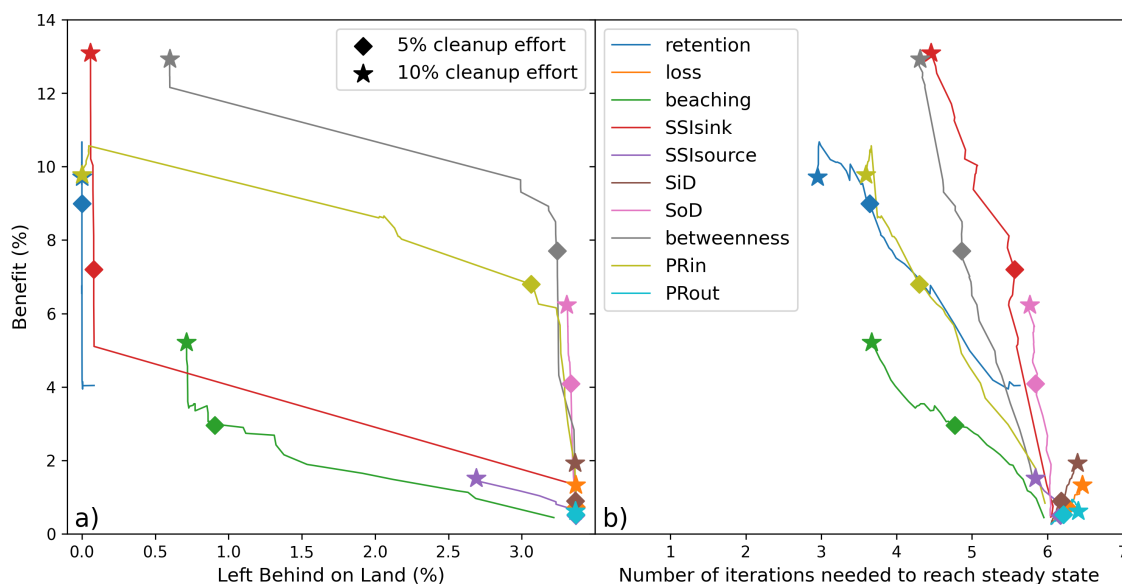 14
12
10
8
6
4
2
0
Benefit (%)
5% cleanup effort
10% cleanup effort
a)
0.0 0.5 1.0 1.5 2.0 2.5 3.0
Left Behind on Land (%)
retention
loss
beaching
SSIsink
SSIsource
SiD
SoD
betweenness
PRin
PRout
b)
1 2 3 4 5 6 7
Number of iterations needed to reach steady state